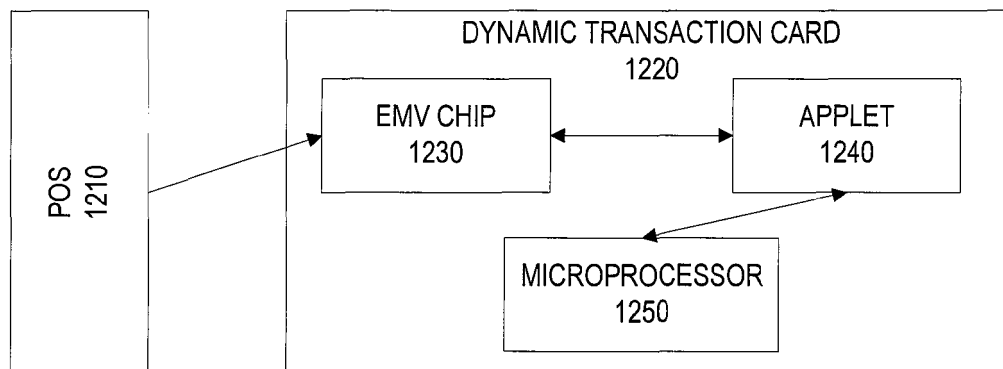 POS
1210
DYNAMIC TRANSACTION CARD
1220
EMV CHIP
1230
APPLET
1240
MICROPROCESSOR
1250